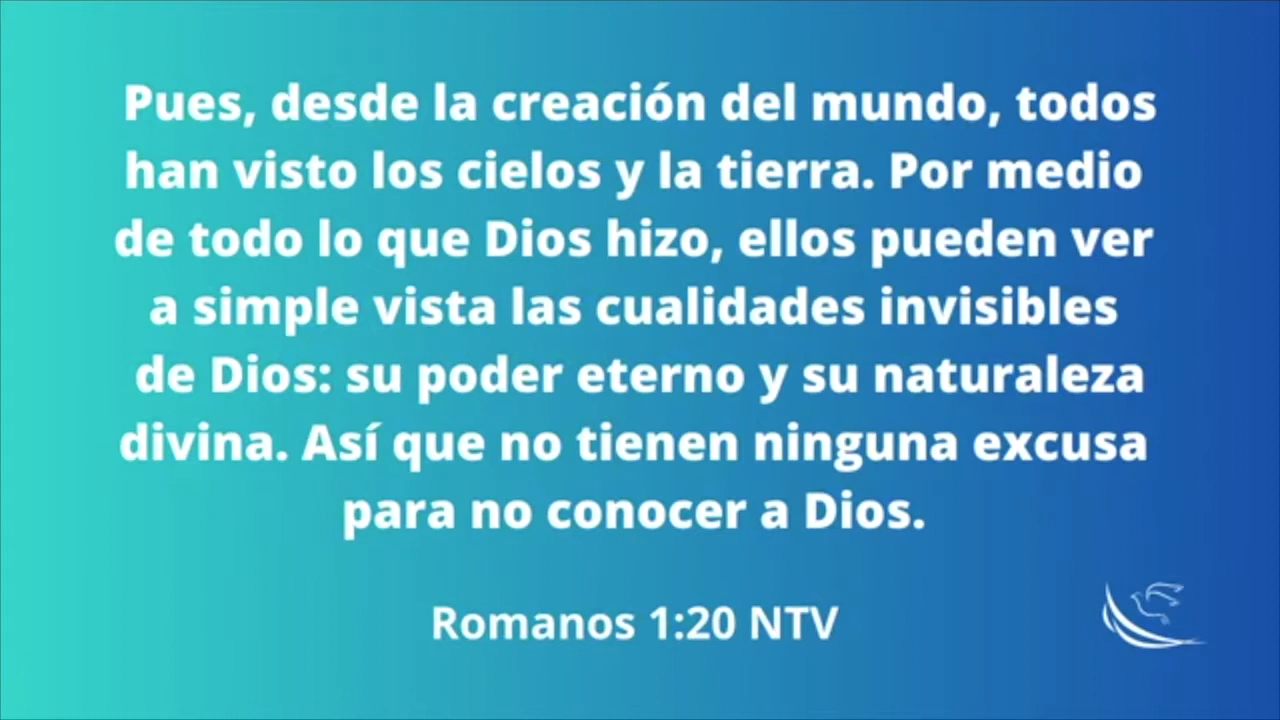 Pues, desde la creación del mundo, todos
han visto los cielos y la tierra. Por medio
de todo lo que Dios hizo, ellos pueden ver
a simple vista las cualidades invisibles
de Dios: su poder eterno y su naturaleza
divina. Así que no tienen ninguna excusa
para no conocer a Dios.
Romanos 1:20 NTV